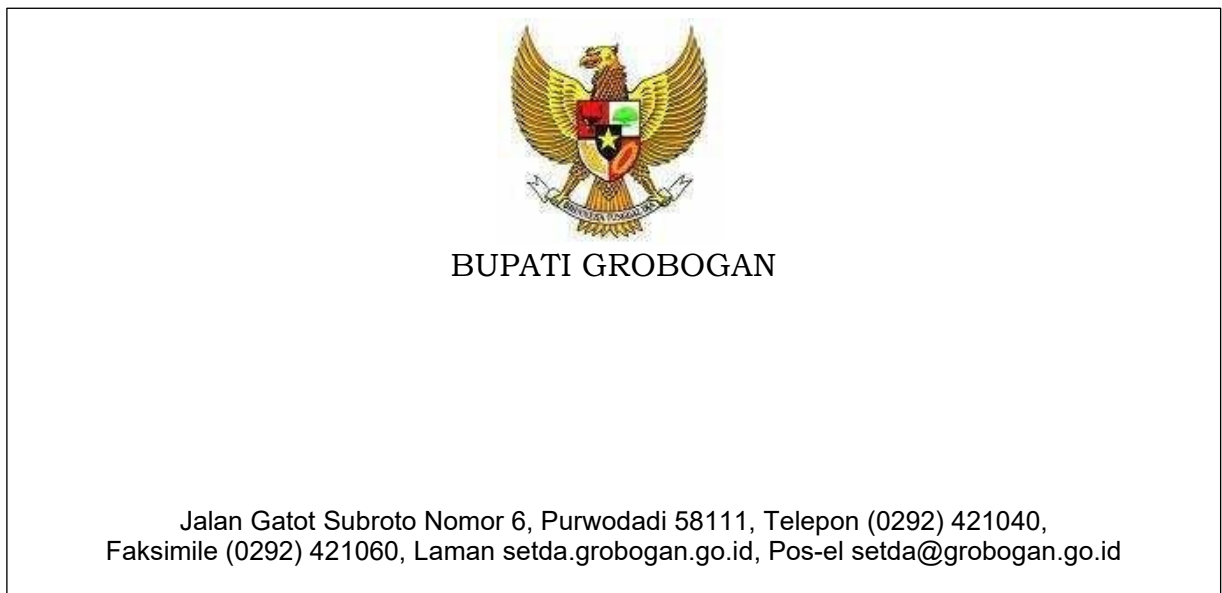 BUPATI GROBOGAN
Jalan Gatot Subroto Nomor 6, Purwodadi 58111, Telepon (0292) 421040,
Faksimile (0292) 421060, Laman setda.grobogan.go.id, Pos-el setda@grobogan.go.id